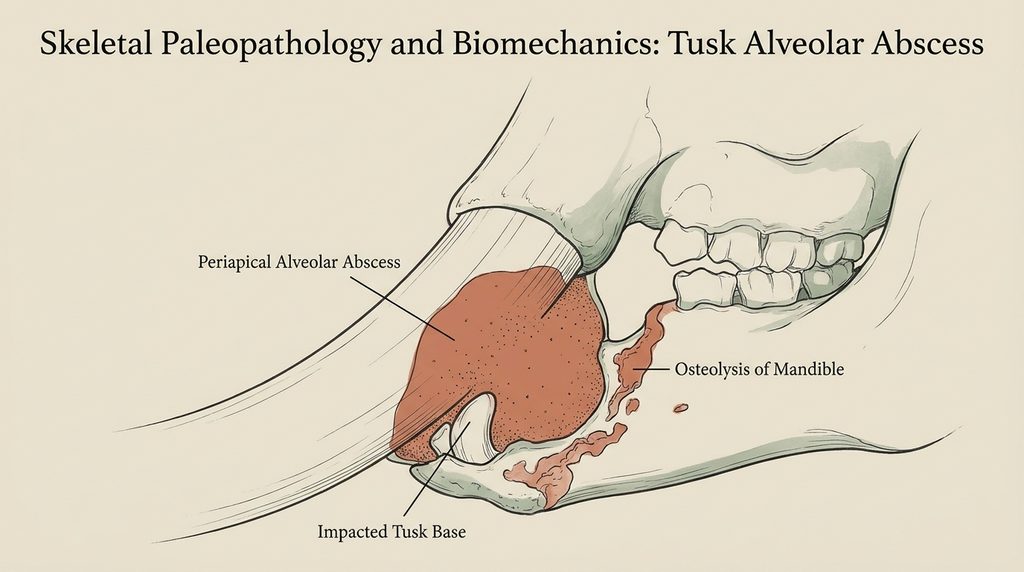 Skeletal Paleopathology and Biomechanics: Tusk Alveolar Abscess
Periapical Alveolar Abscess
Osteolysis of Mandible
Impacted Tusk Base